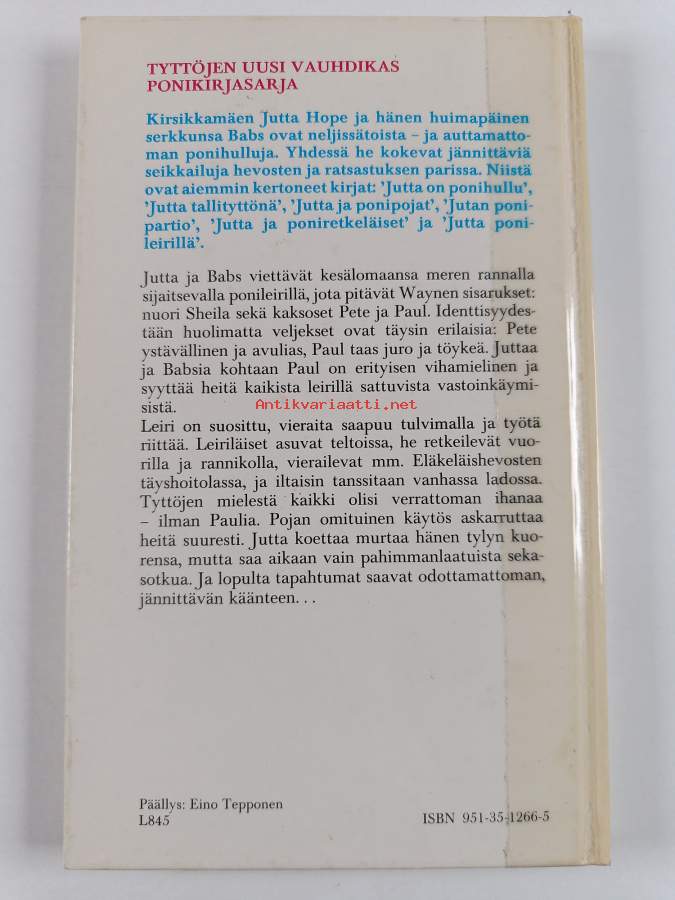 TYTTÖJEN UUSI VAUHDIKAS
PONIKIRJASARJA
Kirsikkamäen Jutta Hope ja hänen huimapäinen
serkkunsa Babs ovat neljissätoista – ja auttamatto-
man ponihulluja. Yhdessä he kokevat jännittäviä
seikkailuja hevosten ja ratsastuksen parissa. Niistä
ovat aiemmin kertoneet kirjat: ’Jutta on ponihullu’,
’Jutta tallityttönä’, ’Jutta ja ponipojat’, ’Jutan poni-
partio’, ’Jutta ja poniretkeläiset’ ja ’Jutta poni-
leirillä’.
Jutta ja Babs viettävät kesälomaansa meren rannalla
sijaitsevalla ponileirillä, jota pitävät Waynen sisarukset:
nuori Sheila sekä kaksoset Pete ja Paul. Identtisyydes-
tään huolimatta veljekset ovat täysin erilaisia: Pete
ystävällinen ja avulias, Paul taas juro ja töykeä. Juttaa
ja Babsia kohtaan Paul on erityisen vihamielinen ja
syyttää heitä kaikista leirillä sattuvista vastoinkäymi-
sistä.
Antikvariaatti.net
Leiri on suosittu, vieraita saapuu tulvimalla ja työtä
riittää. Leiriläiset asuvat teltoissa, he retkeilevät vuo-
rilla ja rannikolla, vierailevat mm. Eläkeläishevosten
täyshoitolassa, ja iltaisin tanssitaan vanhassa ladossa.
Tyttöjen mielestä kaikki olisi verrattoman ihanaa
– ilman Paulia. Pojan omituinen käytös askarruttaa
heitä suuresti. Jutta koettaa murtaa hänen tylyn kuo-
rensa, mutta saa aikaan vain pahimmanlaatuista seka-
sotkua. Ja lopulta tapahtumat saavat odottamattoman,
jännittävän käänteen. . .
Päällys: Eino Tepponen
L845
ISBN 951-35-1266-5